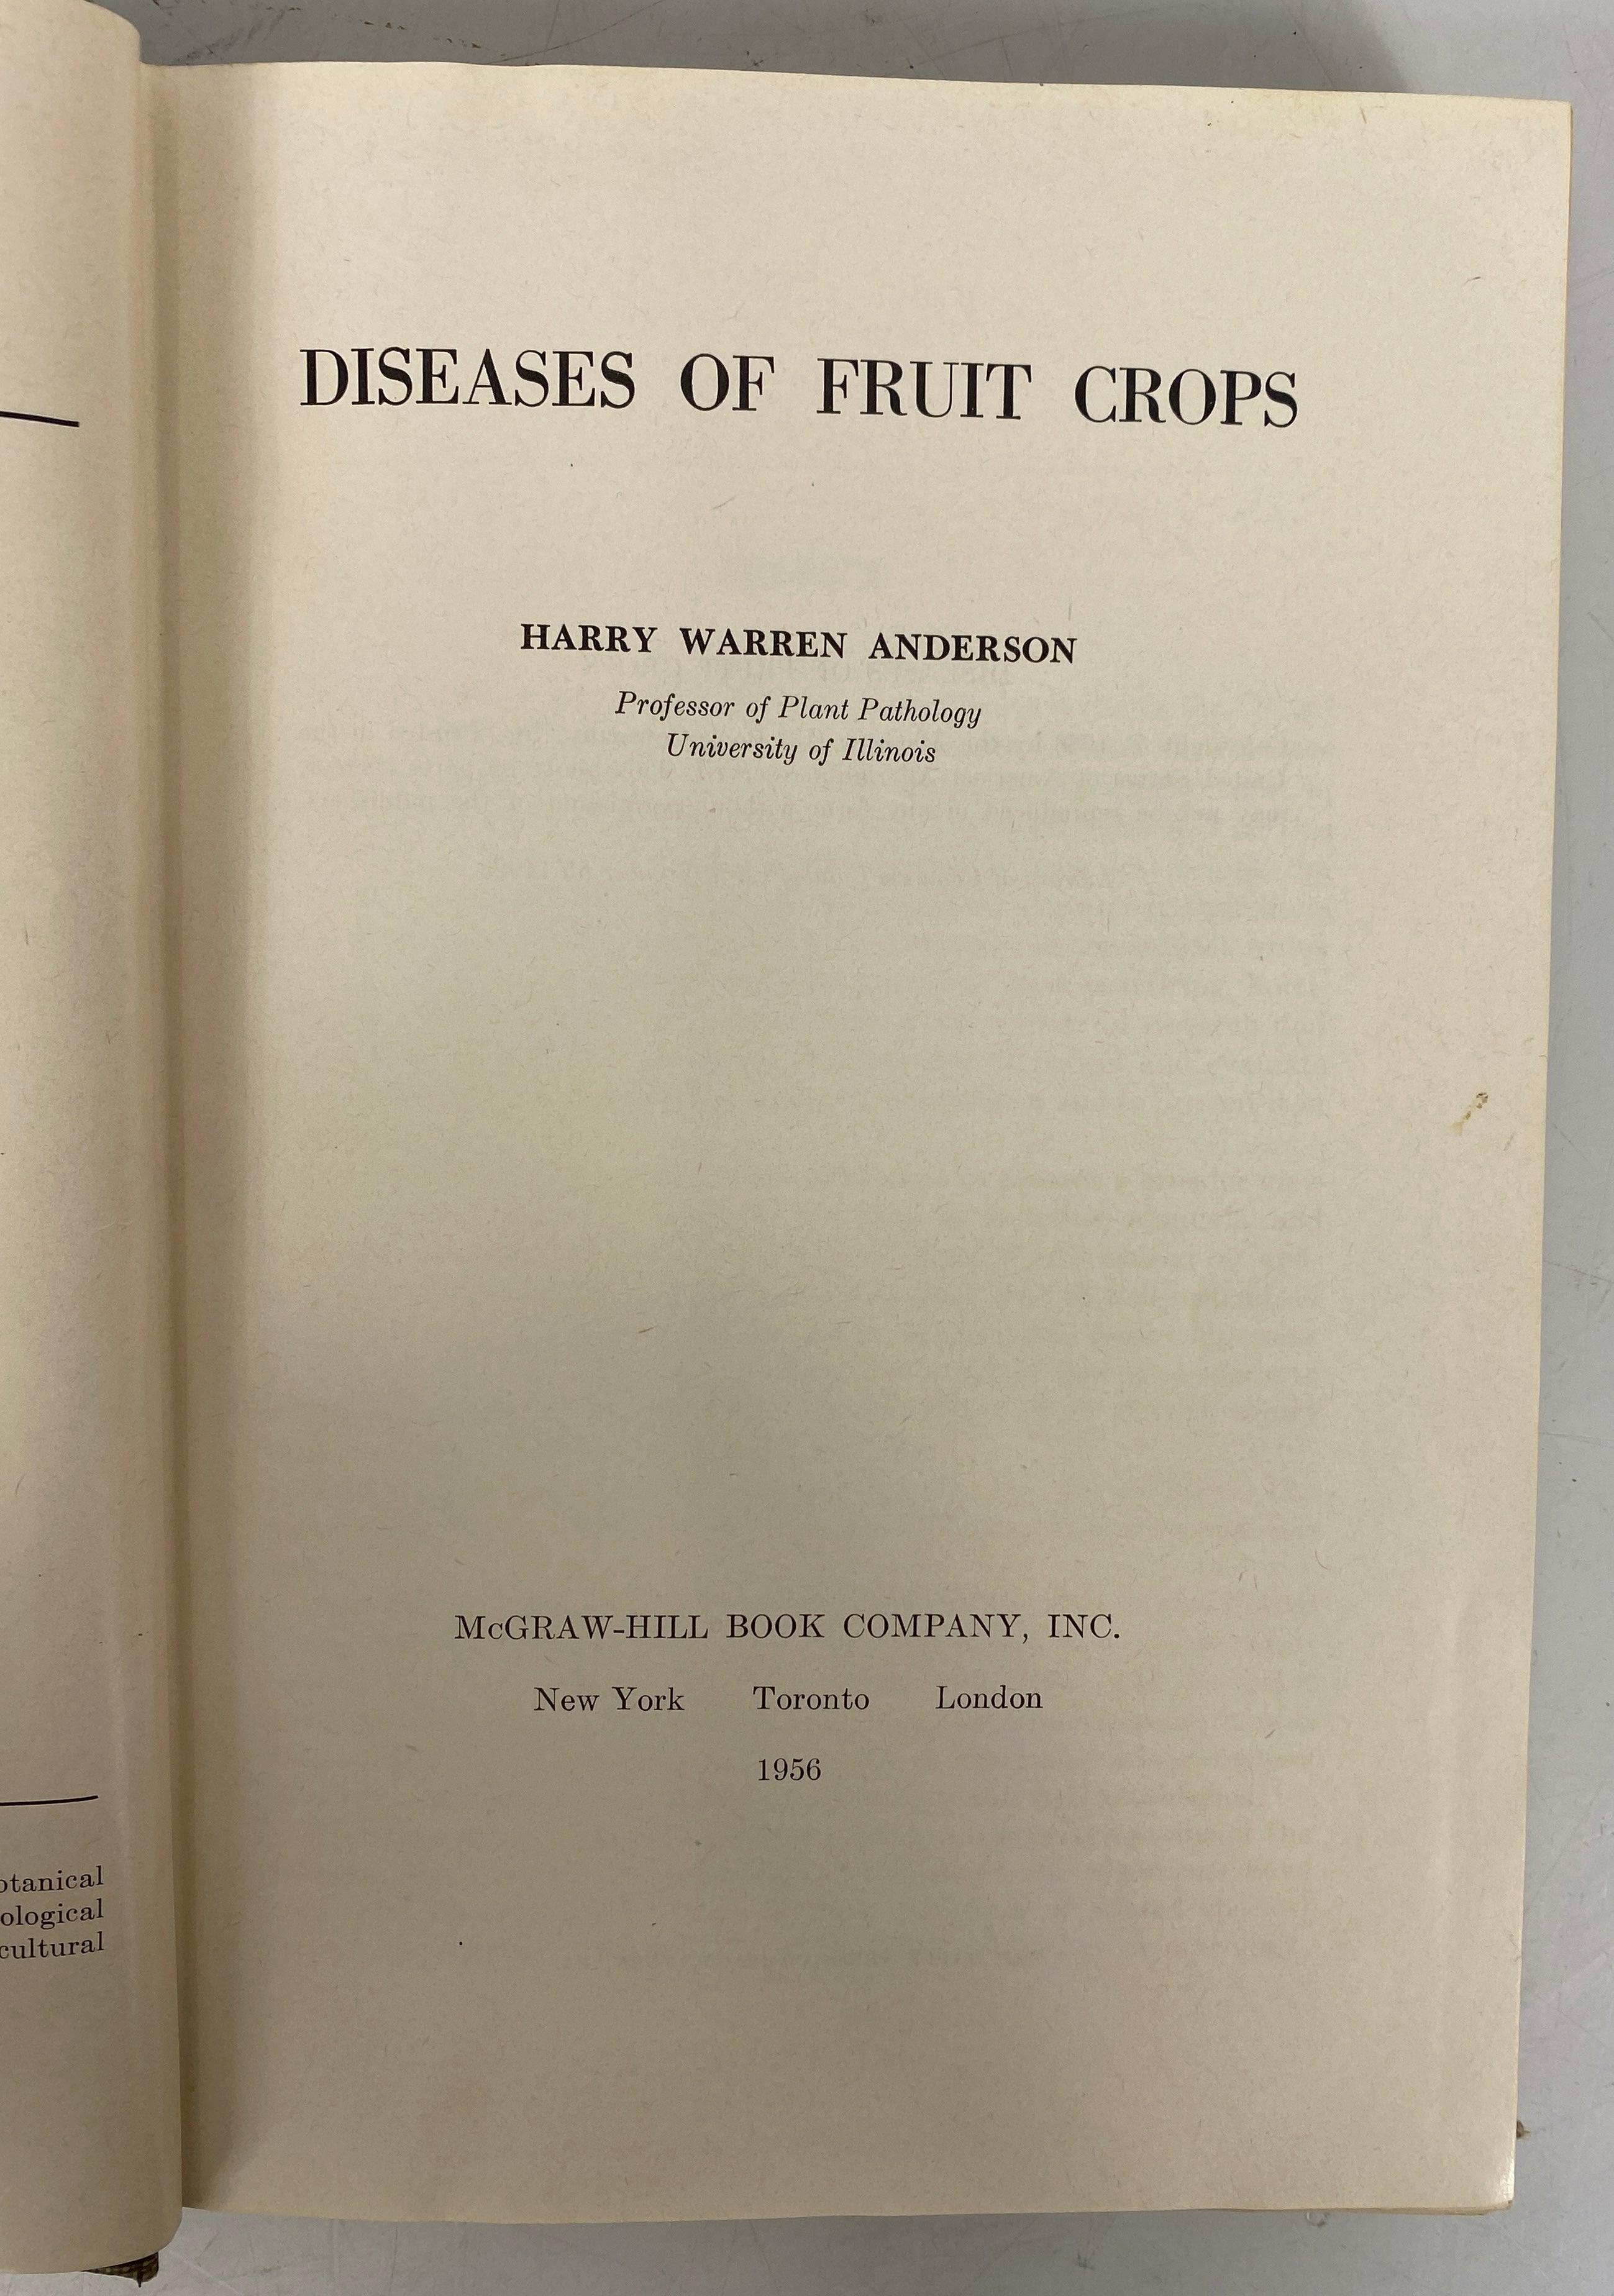 DISEASES OF FRUIT CROPS
HARRY WARREN ANDERSON
Professor of Plant Pathology
University of Illinois
McGRAW-HILL BOOK COMPANY, INC.
New York Toronto London
1956
otanical
ological
cultural